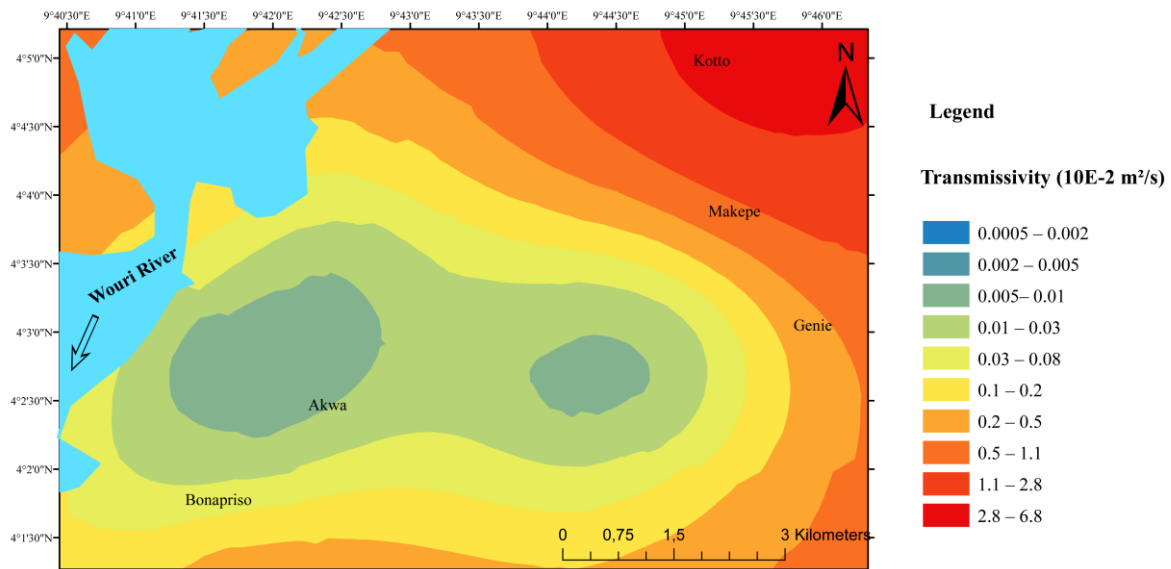 9°40'30"E 9°41'0"E 9°41'30"E 9°42'0"E 9°42'30"E 9°43'0"E 9°43'30"E 9°44'0"E 9°44'30"E 9°45'0"E 9°45'30"E 9°46'0"E
4°5'0"N
4°4'30"N
4°4'0"N
4°3'30"N
4°3'0"N
4°2'30"N
4°2'0"N
4°1'30"N
Kotto
N
Makepe
Wouri River
Genie
Akwa
Bonapriso
0 0,75 1,5 3 Kilometers
Legend
Transmissivity (10E-2 m²/s)
0.0005 – 0.002
0.002 – 0.005
0.005– 0.01
0.01 – 0.03
0.03 – 0.08
0.1 – 0.2
0.2 – 0.5
0.5 – 1.1
1.1 – 2.8
2.8 – 6.8